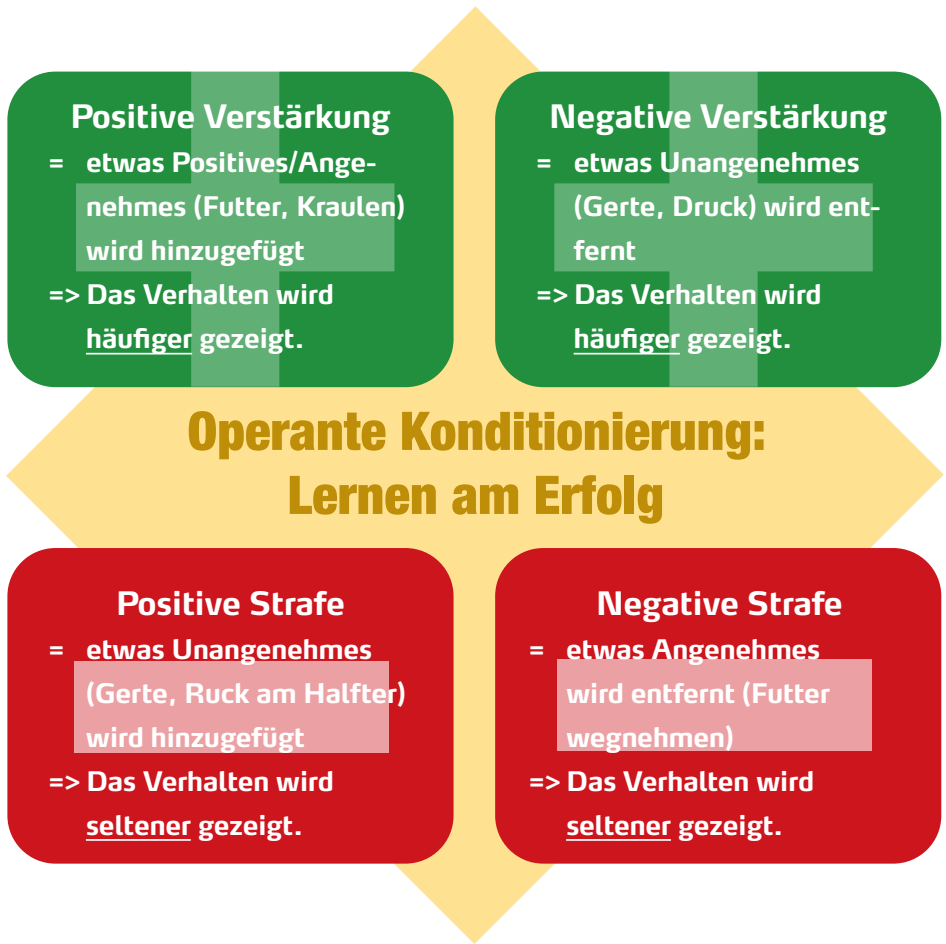 Positive Verstärkung
= etwas Positives/Ange-
nehmes (Futter, Kraulen)
wird hinzugefügt
=> Das Verhalten wird
häufiger gezeigt.
Negative Verstärkung
= etwas Unangenehmes
(Gerte, Druck) wird ent-
fernt
=> Das Verhalten wird
häufiger gezeigt.
Operante Konditionierung:
Lernen am Erfolg
Positive Strafe
= etwas Unangenehmes
(Gerte, Ruck am Halfter)
wird hinzugefügt
=> Das Verhalten wird
seltener gezeigt.
Negative Strafe
= etwas Angenehmes
wird entfernt (Futter
wegnehmen)
=> Das Verhalten wird
seltener gezeigt.